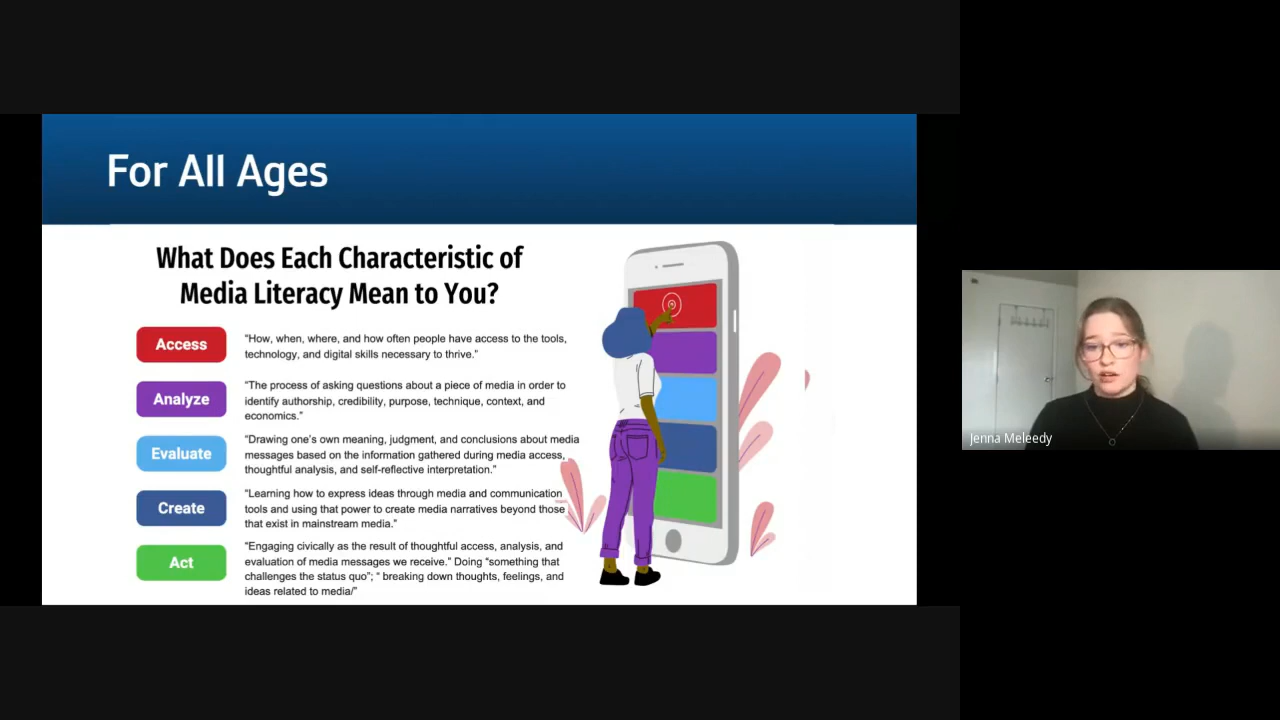 For All Ages
What Does Each Characteristic of
Media Literacy Mean to You?
Access
"How, when, where, and how often people have access to the tools,
technology, and digital skills necessary to thrive."
Analyze
"The process of asking questions about a piece of media in order to
identify authorship, credibility, purpose, technique, context, and
economics."
Evaluate
"Drawing one's own meaning, judgment, and conclusions about media
messages based on the information gathered during media access,
thoughtful analysis, and self-reflective interpretation."
Create
"Learning how to express ideas through media and communication
tools and using that power to create media narratives beyond those
that exist in mainstream media."
Act
"Engaging civically as the result of thoughtful access, analysis, and
evaluation of media messages we receive." Doing "something that
challenges the status quo"; " breaking down thoughts, feelings, and
ideas related to media/"
Jenna Meleedy